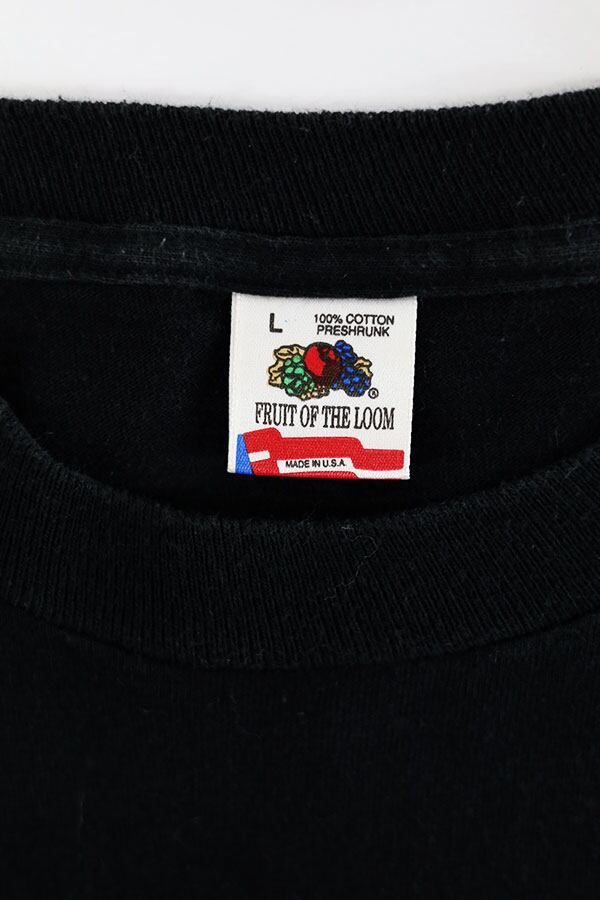 L 100% COTTON
PRESHRUNK
®
FRUIT OF THE LOOM
MADE IN U.S.A.